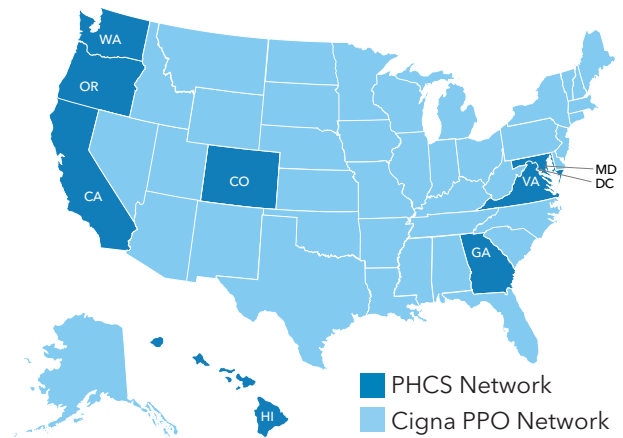 WA
OR
CA
CO
MD
VA
DC
GA
HI
PHCS Network
Cigna PPO Network